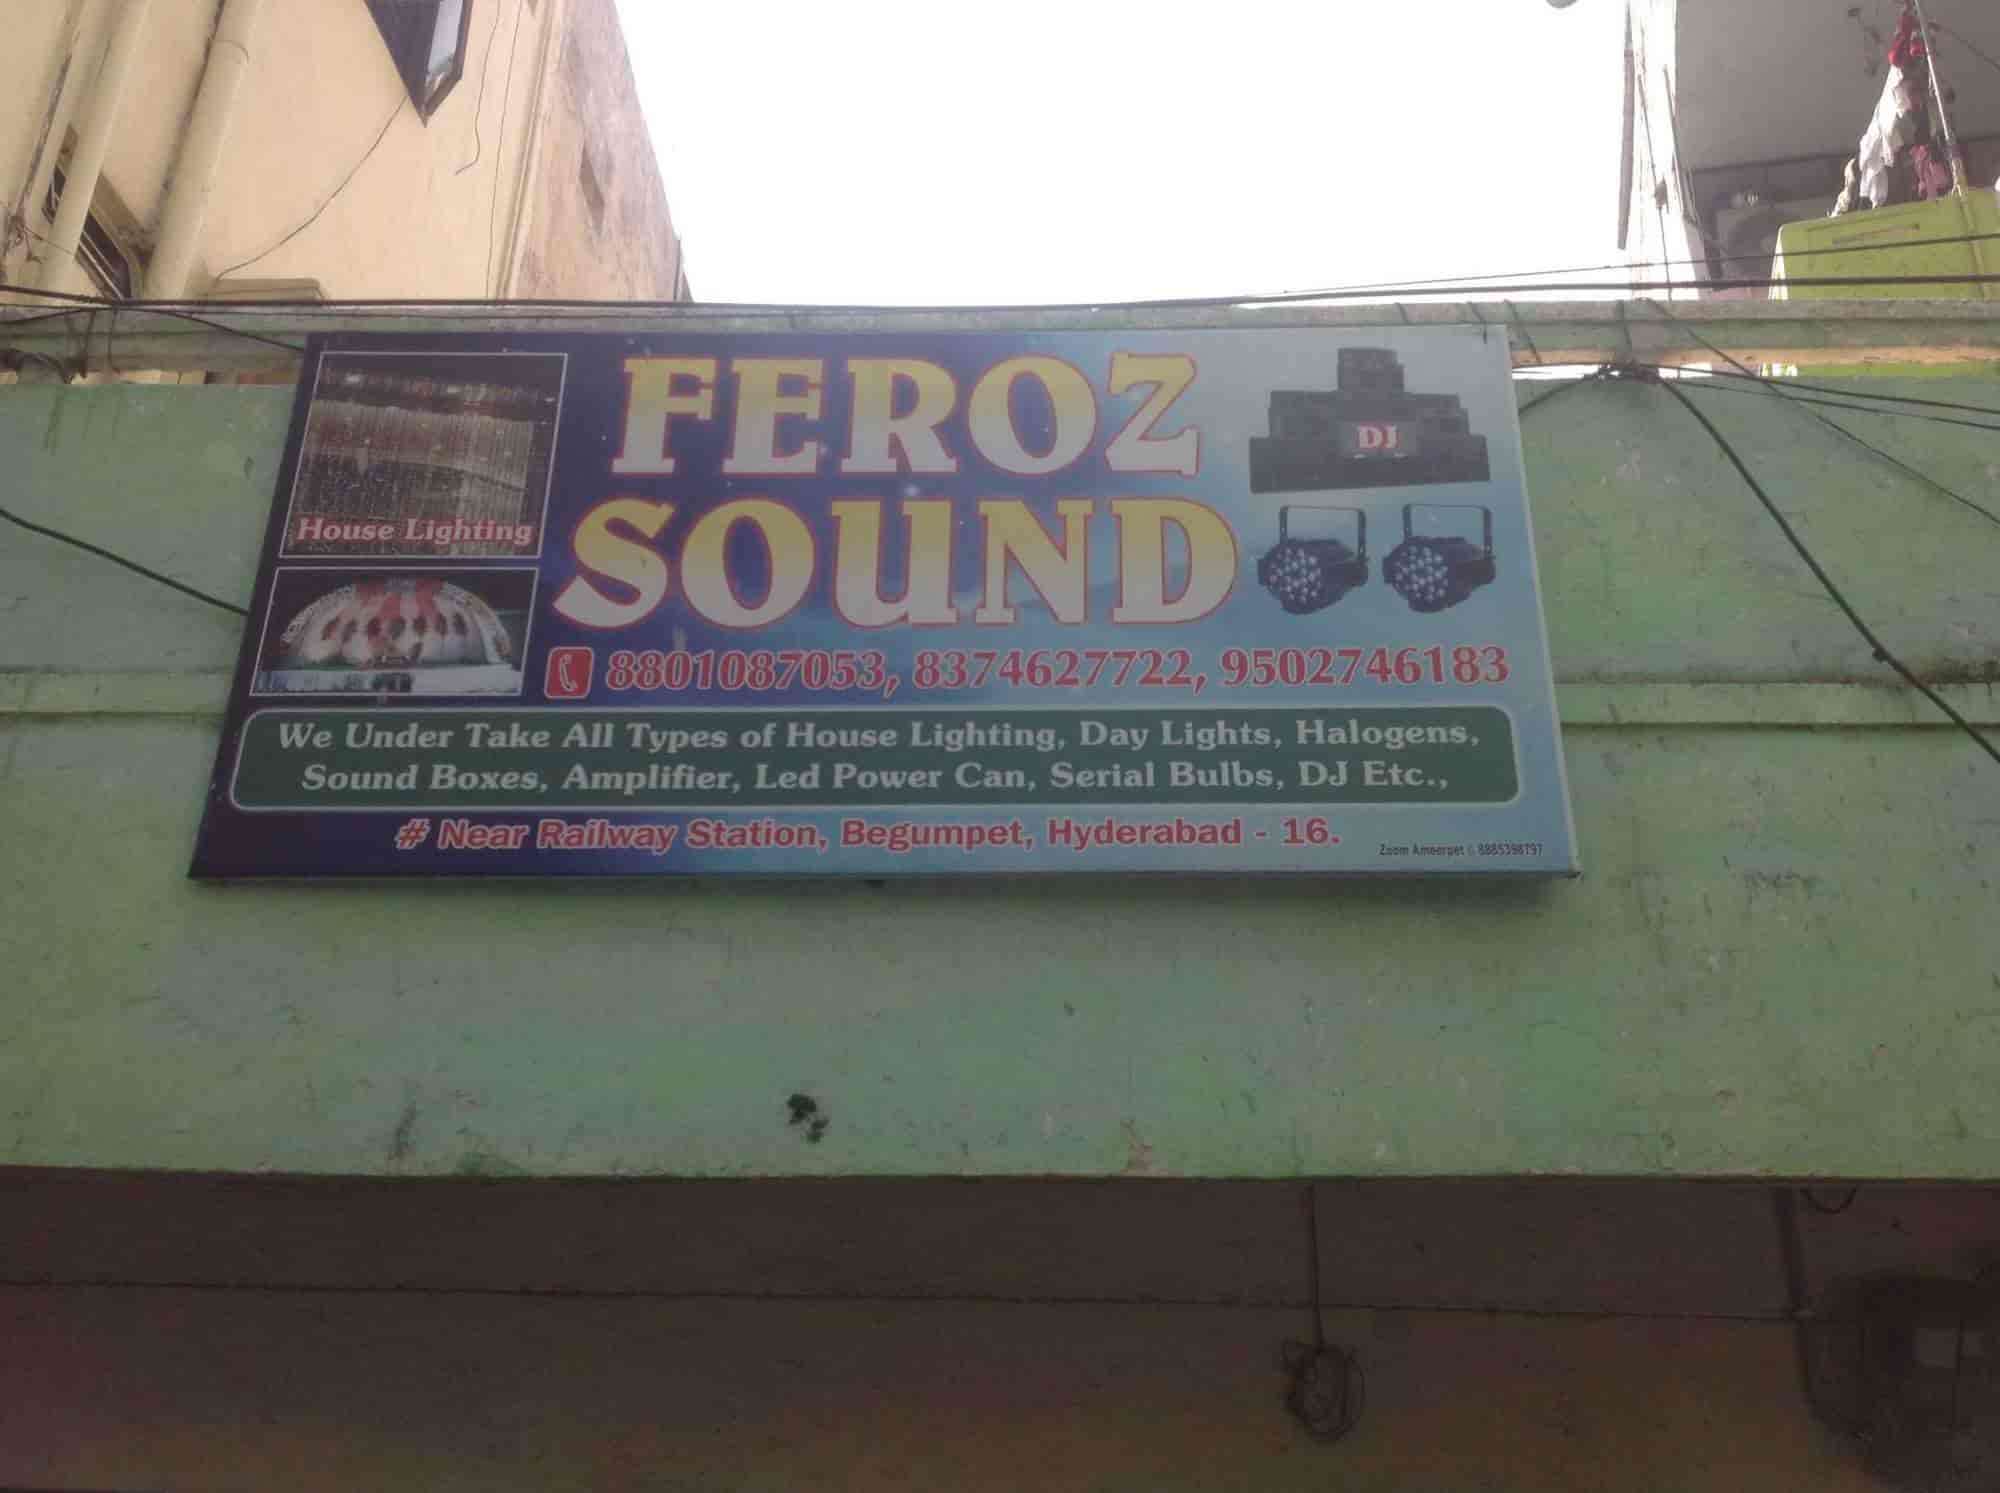 FEROZ
SOUND
DJ
House Lighting
8801087053, 8374627722, 9502746183
We Under Take All Types of House Lighting, Day Lights, Halogens,
Sound Boxes, Amplifier, Led Power Can, Serial Bulbs, DJ Etc.,
# Near Railway Station, Begumpet, Hyderabad - 16.
Zoom Ameerpet : 8885398797